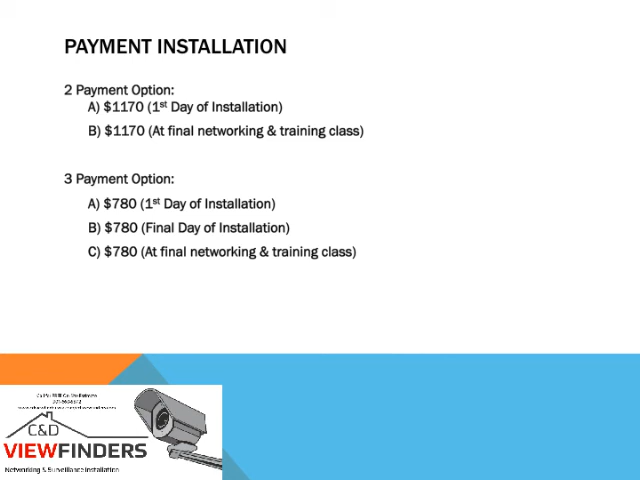 PAYMENT INSTALLATION
2 Payment Option:
A) $1170 (1st Day of Installation)
B) $1170 (At final networking & training class)
3 Payment Option:
A) $780 (1st Day of Installation)
B) $780 (Final Day of Installation)
C) $780 (At final networking & training class)
C&D
VIEWFINDERS
Networking & Surveillance Installation